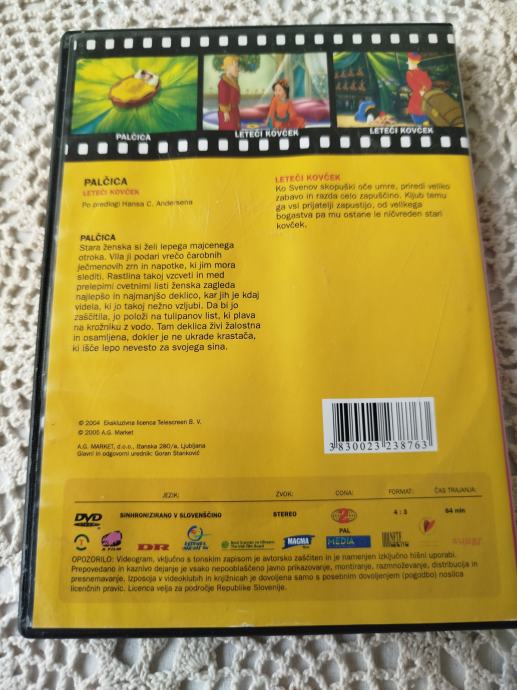 PALČICA
LETEČI KOVČEK
LETEČI KOVČEK
PALČICA
LETEČI KOVČEK
Po predlogi Hansa C. Andersena
LETEČI KOVČEK
Ko Svenov skopuški oče umre, priredi veliko
zabavo in razda celo zapuščino. Kljub temu
ga vsi prijatelji zapustijo, od velikega
bogastva pa mu ostane le ničvreden stari
kovček.
PALČICA
Stara ženska si želi lepega majcenega
otroka. Vila ji podari vrečo čarobnih
ječmenovih zrn in napotke, ki jim mora
slediti. Rastlina takoj vzcveti in med
prelepimi cvetnimi listi ženska zagleda
najlepšo in najmanjšo deklico, kar jih je kdaj
videla, ki jo takoj nežno vzljubi. Da bi jo
zaščitila, jo položi na tulipanov list, ki plava
na krožniku z vodo. Tam deklica živi žalostna
in osamljena, dokler je ne ukrade krastača,
ki išče lepo nevesto za svojega sina.
© 2004 Ekskluzivna licenca Telescreen B. V.
© 2005 A.G. Market
A.G. MARKET, d.o.o., Ižanska 280/a, Ljubljana
Glavni in odgovorni urednik: Goran Stanković
3 830023 238763
JEZIK: ZVOK: CONA: FORMAT: ČAS TRAJANJA:
DVD SINHRONIZIRANO V SLOVENŠČINO STEREO 2 4 : 3 64 min
PAL
A. FILM DR MAGMA MEDIA
OPOZORILO: Videogram, vključno s tonskim zapisom je avtorsko zaščiten in je namenjen izključno hišni uporabi.
Prepovedano in kaznivo dejanje je vsako nepooblaščeno javno prikazovanje, montiranje, razmnoževanje, distribucija in
presnemavanje. Izposoja v videoklubih in knjižnicah je dovoljena samo s posebnim dovoljenjem (pogodbo) nosilca
licenčnih pravic. Licenca velja za področje Republike Slovenije.